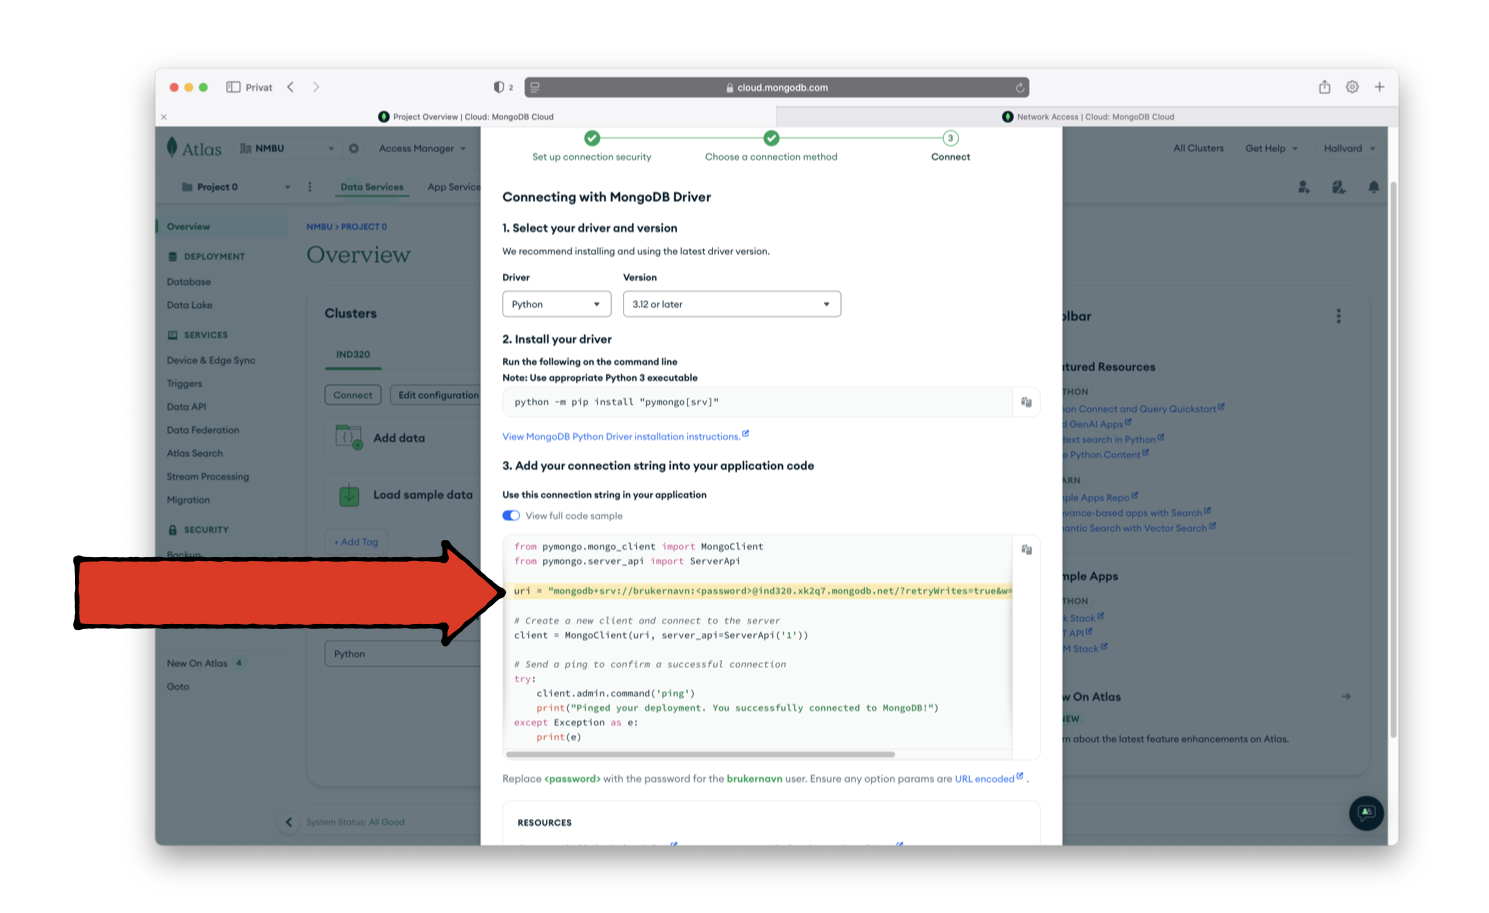 Privat
2
cloud.mongodb.com
Project Overview | Cloud: MongoDB Cloud
Network Access | Cloud: MongoDB Cloud
Atlas
NMBU
Access Manager
All Clusters
Get Help
Hallvard
Project 0
Data Services
App Service
Overview
DEPLOYMENT
Database
Data Lake
SERVICES
Device & Edge Sync
Triggers
Data API
Data Federation
Atlas Search
Stream Processing
Migration
SECURITY
Backup
New On Atlas 4
Goto
NMBU > PROJECT 0
Overview
Clusters
IND320
Connect
Edit configuration
Add data
Load sample data
+ Add Tag
Python
System Status: All Good
Set up connection security
Choose a connection method
3
Connect
Connecting with MongoDB Driver
1. Select your driver and version
We recommend installing and using the latest driver version.
Driver
Version
Python
3.12 or later
2. Install your driver
Run the following on the command line
Note: Use appropriate Python 3 executable
python -m pip install "pymongo[srv]"
View MongoDB Python Driver installation instructions.
3. Add your connection string into your application code
Use this connection string in your application
View full code sample
from pymongo.mongo_client import MongoClient
from pymongo.server_api import ServerApi
uri = "mongodb+srv://brukernavn:<password>@ind320.xk2q7.mongodb.net/?retryWrites=true&w=
# Create a new client and connect to the server
client = MongoClient(uri, server_api=ServerApi('1'))
# Send a ping to confirm a successful connection
try:
client.admin.command('ping')
print("Pinged your deployment. You successfully connected to MongoDB!")
except Exception as e:
print(e)
Replace <password> with the password for the brukernavn user. Ensure any option params are URL encoded.
RESOURCES
olbar
tured Resources
THON
on Connect and Query Quickstart
d GenAI Apps
text search in Python
e Python Content
ARN
ple Apps Repo
vance-based apps with Search
antic Search with Vector Search
mple Apps
THON
k Stack
T API
M Stack
w On Atlas
EW
n about the latest feature enhancements on Atlas.